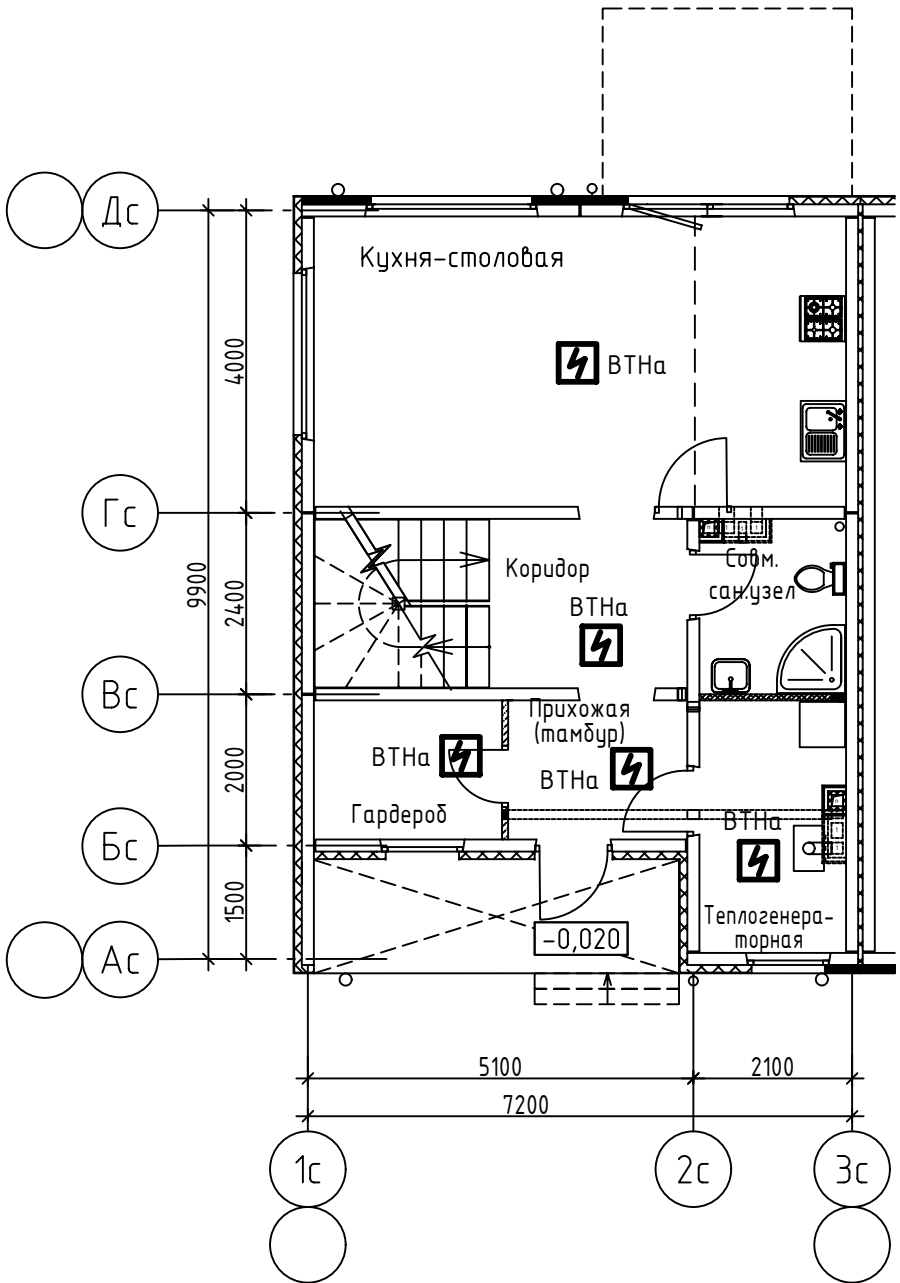 Дс
Кухня-столовая
4000
ВТНа
Гс
9900
2400
Коридор
Совм.
сан.узел
ВТНа
Вс
Прихожая
(тамбур)
2000
ВТНа
ВТНа
Гардероб
ВТНа
Бс
1500
Теплогенера-
торная
-0,020
Ас
5100
2100
7200
1с
2с
3с